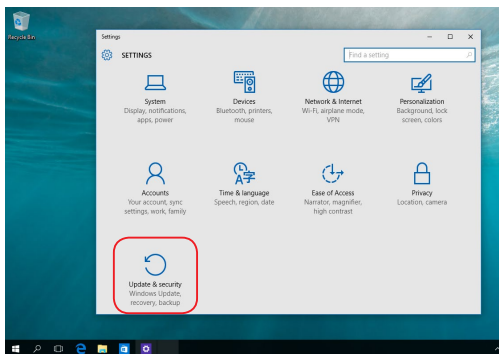 Recycle Bin
Settings
SETTINGS
Find a setting
System
Display, notifications,
apps, power
Devices
Bluetooth, printers,
mouse
Network & Internet
Wi-Fi, airplane mode,
VPN
Personalization
Background, lock
screen, colors
Accounts
Your account, sync
settings, work, family
Time & language
Speech, region, date
Ease of Access
Narrator, magnifier,
high contrast
Privacy
Location, camera
Update & security
Windows Update,
recovery, backup